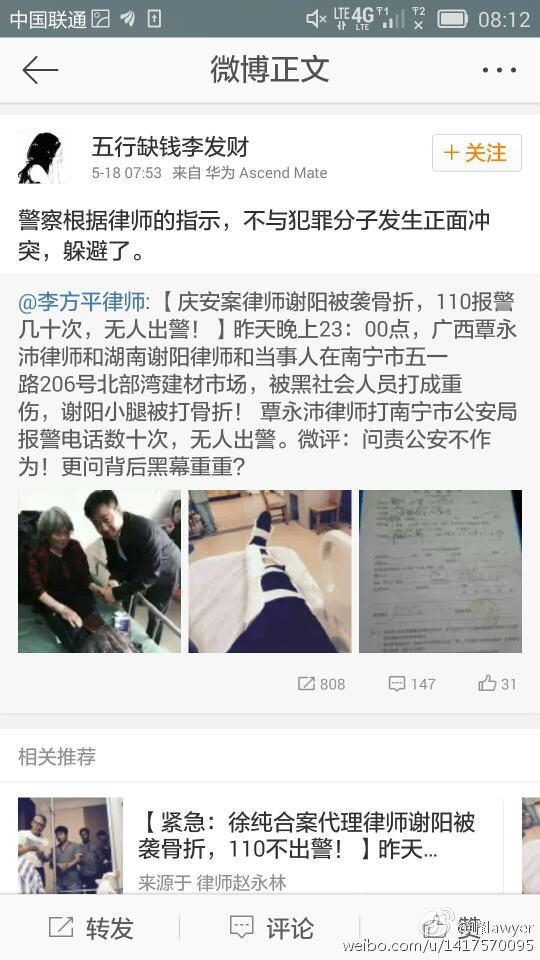 中国联通
LTE 4G LTE
T1
T2
08:12
微博正文
五行缺钱李发财
+ 关注
5-18 07:53 来自 华为 Ascend Mate
警察根据律师的指示，不与犯罪分子发生正面冲
突，躲避了。
@李方平律师:【 庆安案律师谢阳被袭骨折，110报警
几十次，无人出警！】昨天晚上23：00点，广西覃永
沛律师和湖南谢阳律师和当事人在南宁市五一
路206号北部湾建材市场，被黑社会人员打成重
伤，谢阳小腿被打骨折！ 覃永沛律师打南宁市公安局
报警电话数十次，无人出警。微评：问责公安不作
为！更问背后黑幕重重?
808
147
31
相关推荐
【 紧急：徐纯合案代理律师谢阳被
袭骨折，110不出警！】昨天...
来源于 律师赵永林
转发
评论
赞
lawyer
weibo.com/u/1417570095